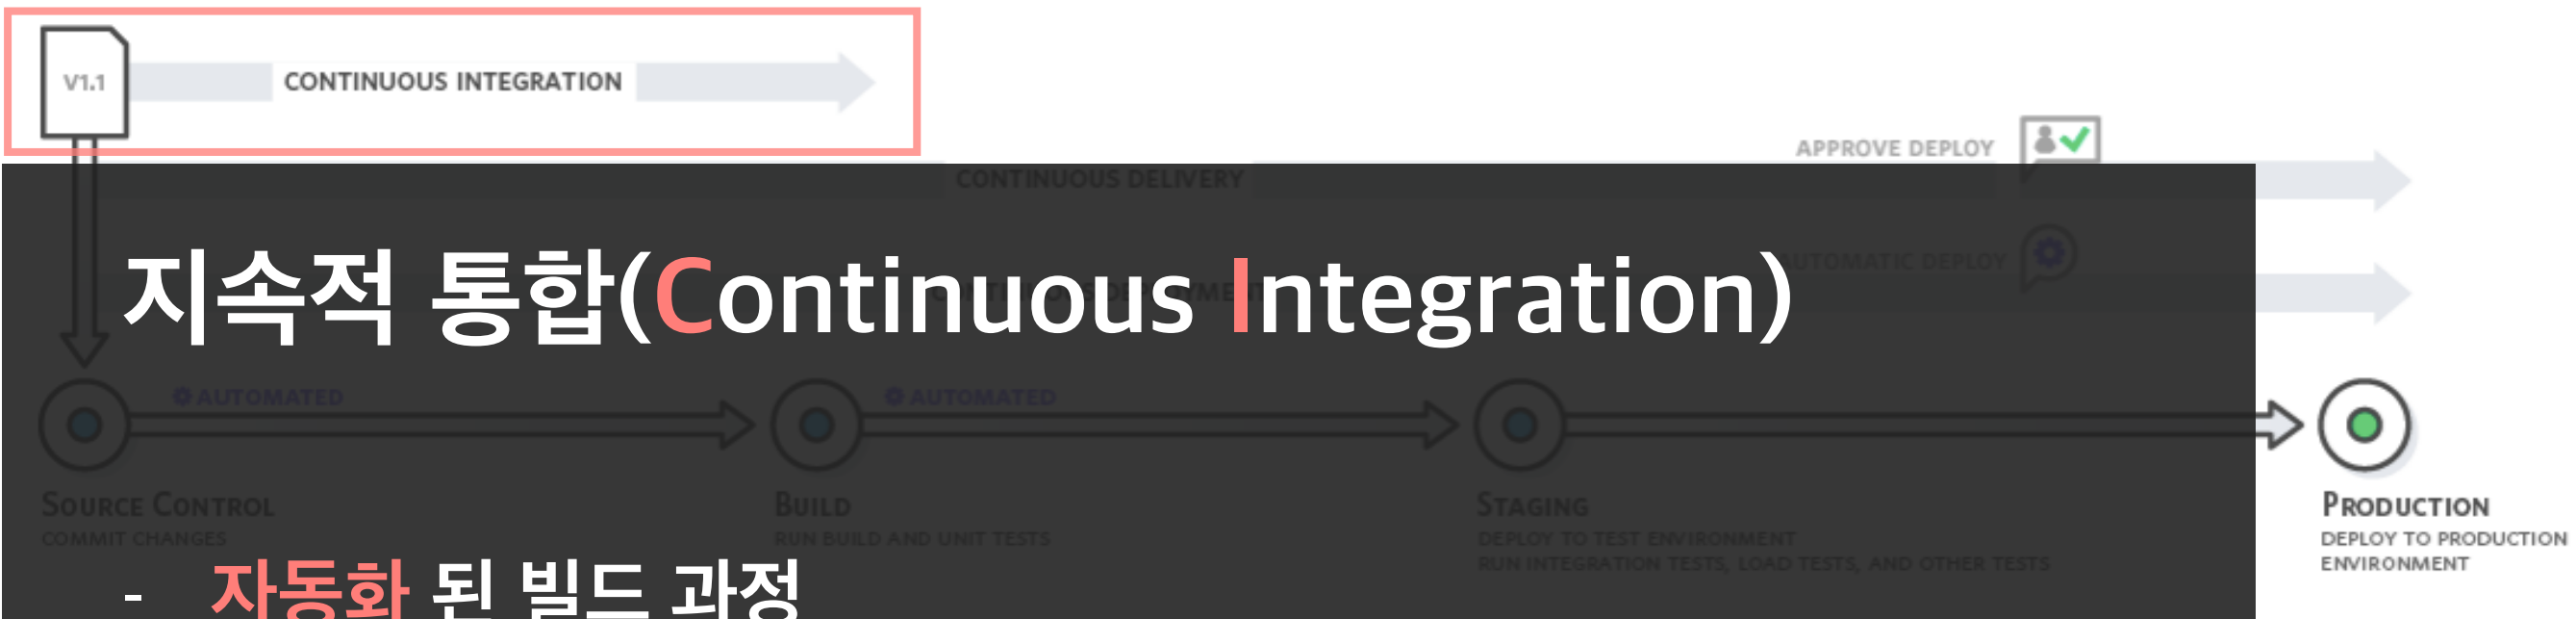 V1.1
CONTINUOUS INTEGRATION
APPROVE DEPLOY
CONTINUOUS DELIVERY
AUTOMATIC DEPLOY
CONTINUOUS DEPLOYMENT
지속적 통합(Continuous Integration)
AUTOMATED
AUTOMATED
SOURCE CONTROL
COMMIT CHANGES
BUILD
RUN BUILD AND UNIT TESTS
STAGING
DEPLOY TO TEST ENVIRONMENT
RUN INTEGRATION TESTS, LOAD TESTS, AND OTHER TESTS
PRODUCTION
DEPLOY TO PRODUCTION
ENVIRONMENT
- 자동화 된 빌드 과정